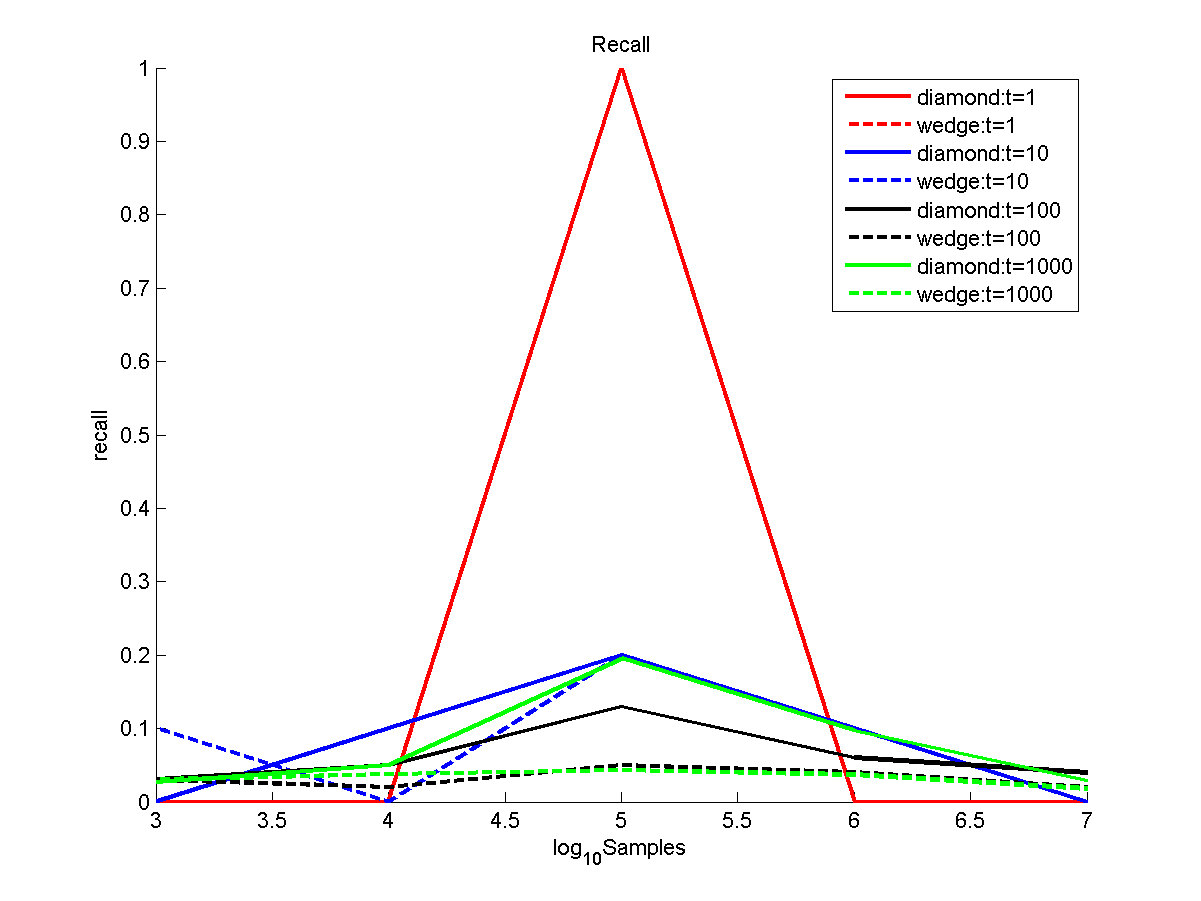 Recall
1
0.9
0.8
0.7
0.6
0.5
0.4
0.3
0.2
0.1
0
recall
diamond:t=1
wedge:t=1
diamond:t=10
wedge:t=10
diamond:t=100
wedge:t=100
diamond:t=1000
wedge:t=1000
3 3.5 4 4.5 5 5.5 6 6.5 7
log10Samples